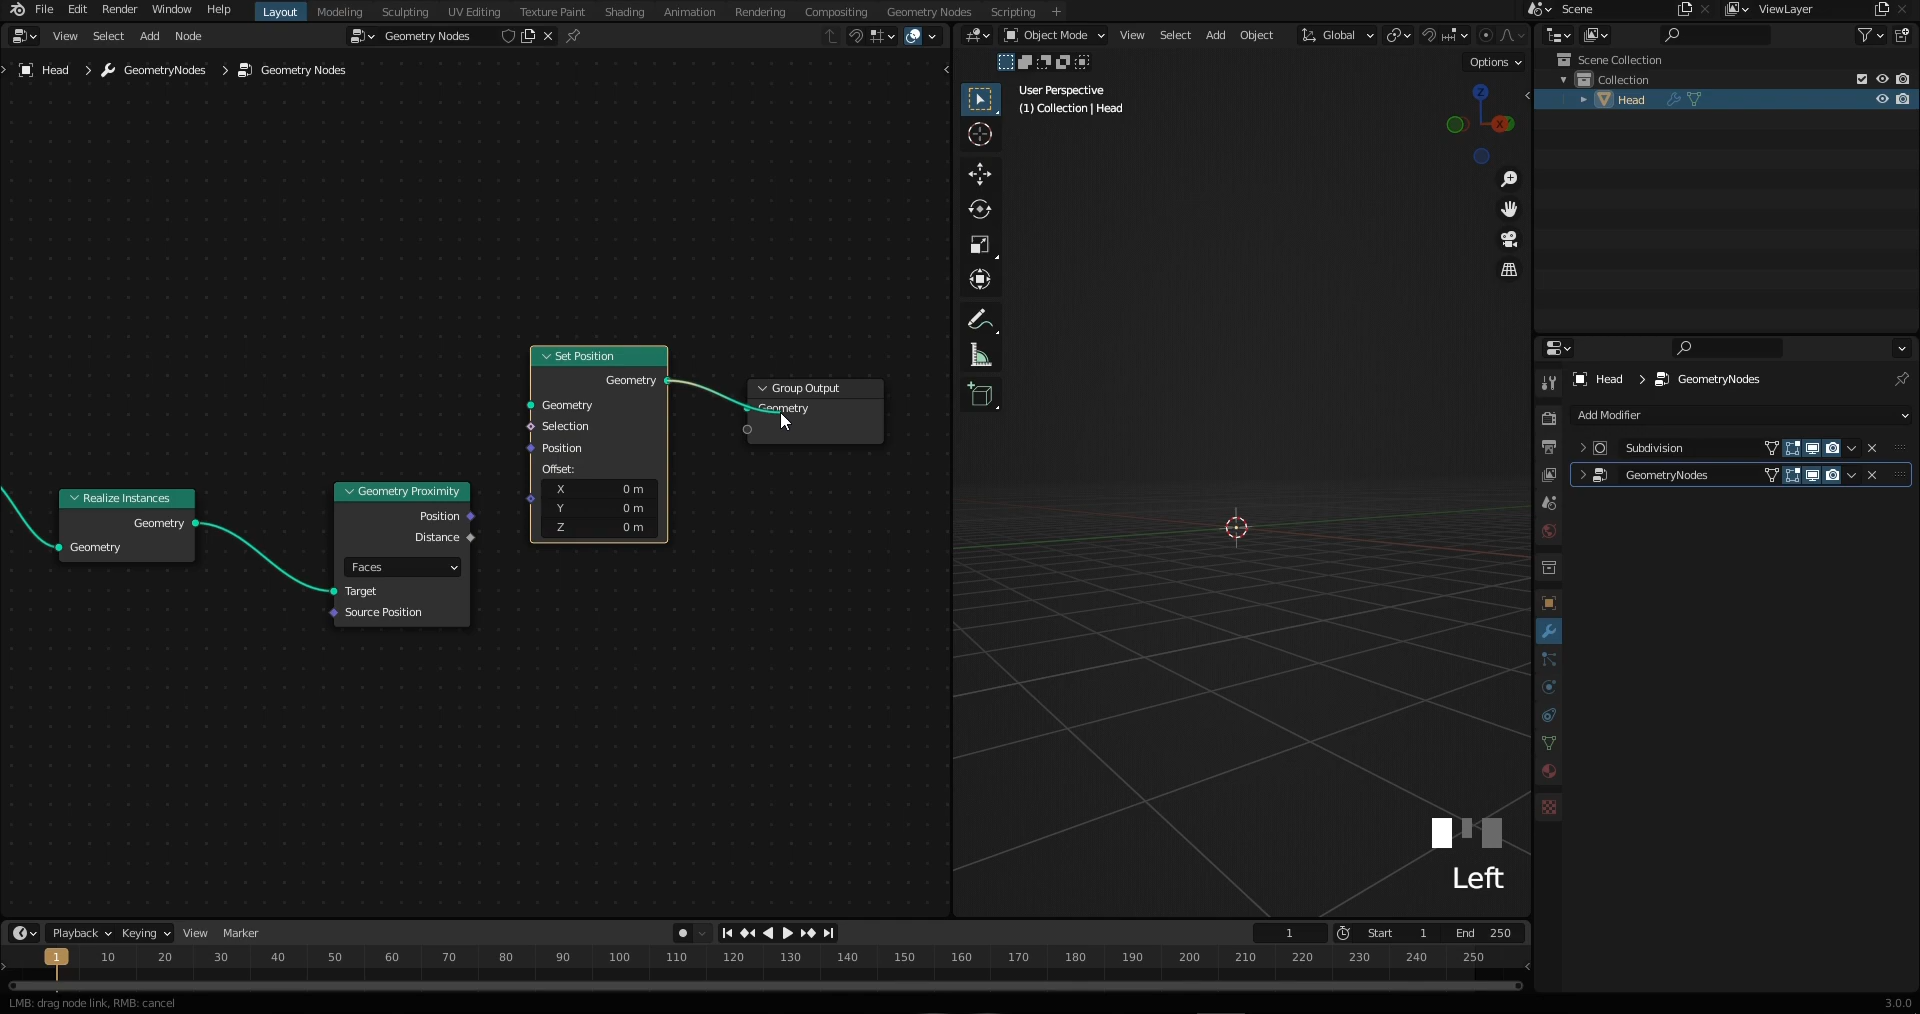 File Edit Render Window Help Layout Modeling Sculpting UV Editing Texture Paint Shading Animation Rendering Compositing Geometry Nodes Scripting + Scene ViewLayer
View Select Add Node Geometry Nodes Object Mode View Select Add Object Global
Head GeometryNodes Geometry Nodes
Options
User Perspective
(1) Collection | Head
Z
X
Scene Collection
Collection
Head
Set Position
Geometry
Geometry
Selection
Position
Offset:
X 0 m
Y 0 m
Z 0 m
Group Output
Geometry
Realize Instances
Geometry
Geometry
Geometry Proximity
Position
Distance
Faces
Target
Source Position
Head GeometryNodes
Add Modifier
Subdivision
GeometryNodes
Left
Playback Keying View Marker 1 Start 1 End 250
1 10 20 30 40 50 60 70 80 90 100 110 120 130 140 150 160 170 180 190 200 210 220 230 240 250
LMB: drag node link, RMB: cancel 3.0.0